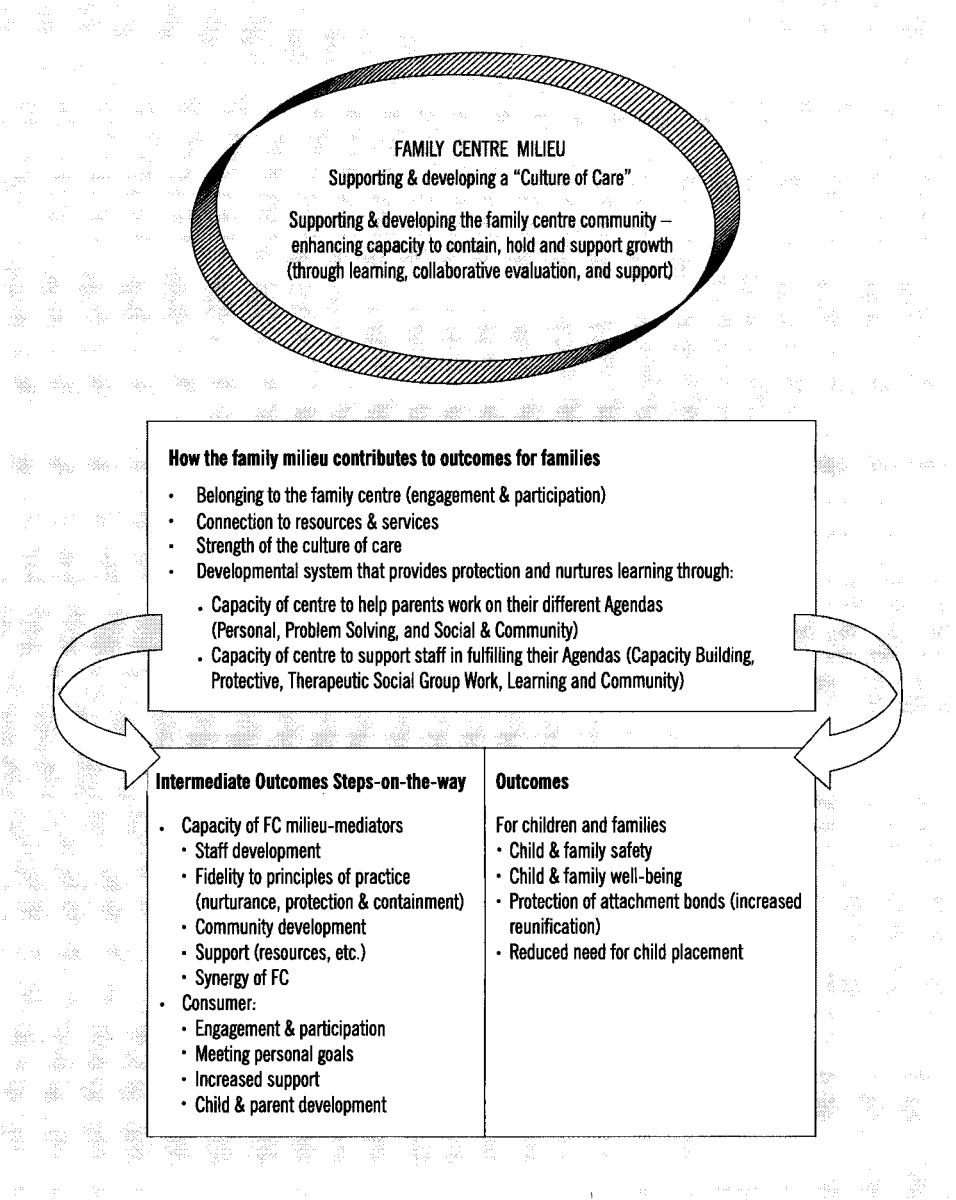 FAMILY CENTRE MILIEU
Supporting & developing a "Culture of Care"
Supporting & developing the family centre community –
enhancing capacity to contain, hold and support growth
(through learning, collaborative evaluation, and support)
How the family milieu contributes to outcomes for families
· Belonging to the family centre (engagement & participation)
· Connection to resources & services
· Strength of the culture of care
· Developmental system that provides protection and nurtures learning through:
· Capacity of centre to help parents work on their different Agendas
(Personal, Problem Solving, and Social & Community)
· Capacity of centre to support staff in fulfilling their Agendas (Capacity Building,
Protective, Therapeutic Social Group Work, Learning and Community)
Intermediate Outcomes Steps-on-the-way
· Capacity of FC milieu-mediators
· Staff development
· Fidelity to principles of practice
(nurturance, protection & containment)
· Community development
· Support (resources, etc.)
· Synergy of FC
· Consumer:
· Engagement & participation
· Meeting personal goals
· Increased support
· Child & parent development
Outcomes
For children and families
· Child & family safety
· Child & family well-being
· Protection of attachment bonds (increased
reunification)
· Reduced need for child placement